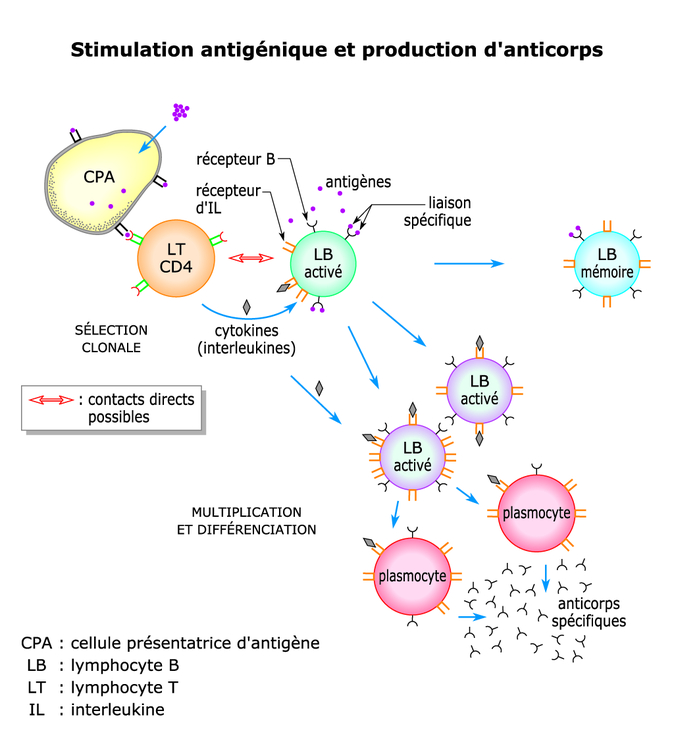 Stimulation antigénique et production d'anticorps
CPA
récepteur B
antigènes
récepteur
d'IL
liaison
spécifique
LT
CD4
LB
activé
LB
mémoire
cytokines
(interleukines)
SÉLECTION
CLONALE
: contacts directs
possibles
LB
activé
LB
activé
MULTIPLICATION
ET DIFFÉRENCIATION
plasmocyte
plasmocyte
anticorps
spécifiques
CPA : cellule présentatrice d'antigène
LB : lymphocyte B
LT : lymphocyte T
IL : interleukine